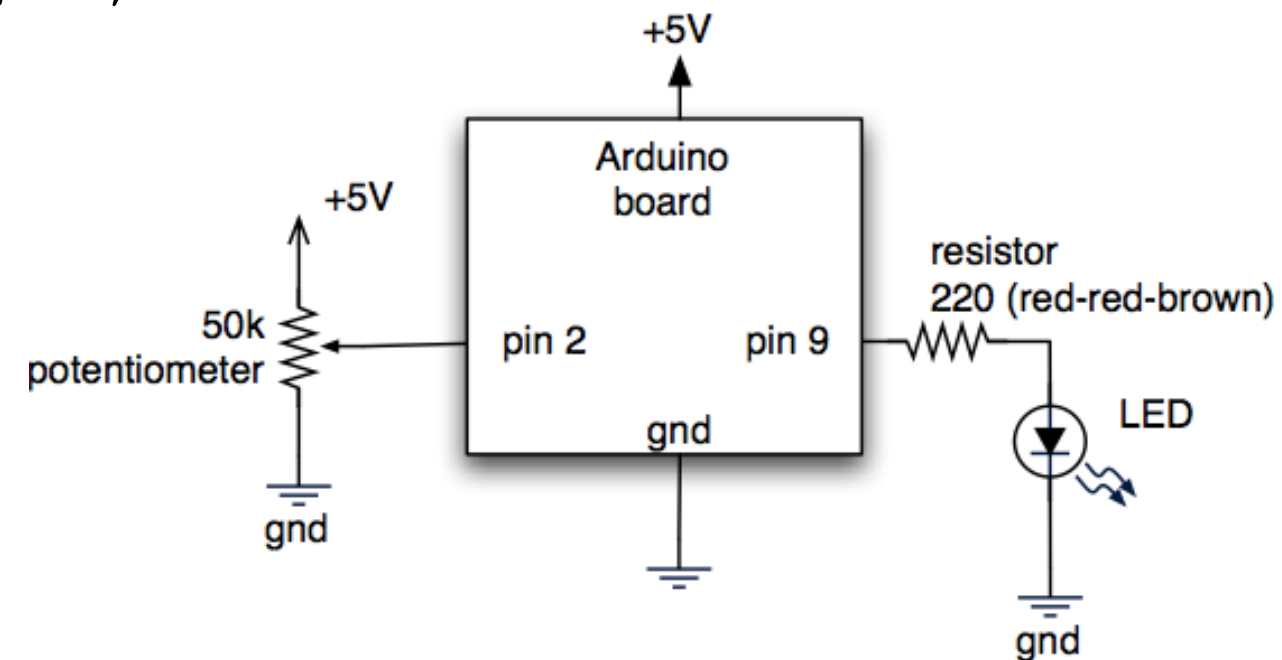 +5V
Arduino
board
+5V
50k
potentiometer
pin 2
pin 9
gnd
gnd
resistor
220 (red-red-brown)
LED
gnd